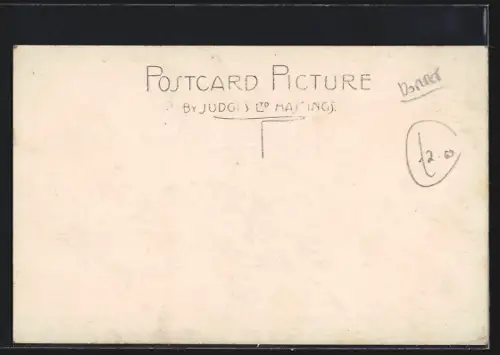 POSTCARD PICTURE
BY JUDGES LTD HASTINGS.
Dorset
£2.00